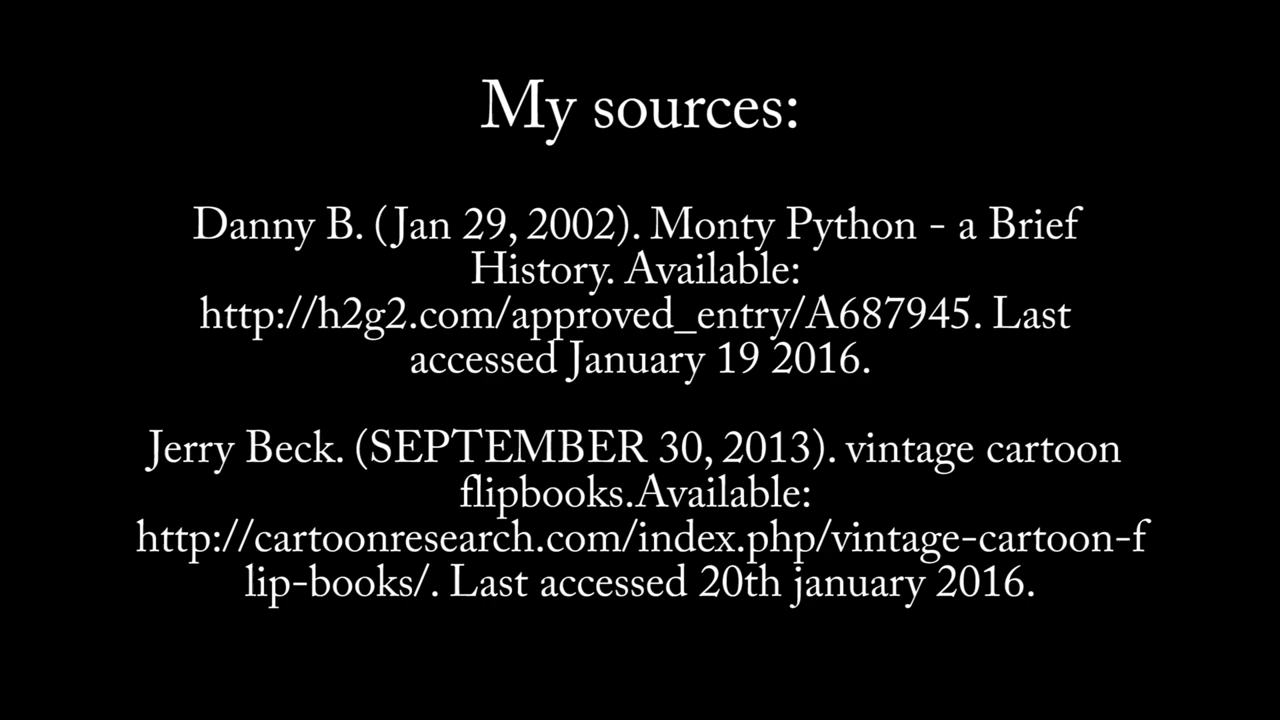 My sources:
Danny B. (Jan 29, 2002). Monty Python - a Brief
History. Available:
http://h2g2.com/approved_entry/A687945. Last
accessed January 19 2016.
Jerry Beck. (SEPTEMBER 30, 2013). vintage cartoon
flipbooks.Available:
http://cartoonresearch.com/index.php/vintage-cartoon-f
lip-books/. Last accessed 20th january 2016.